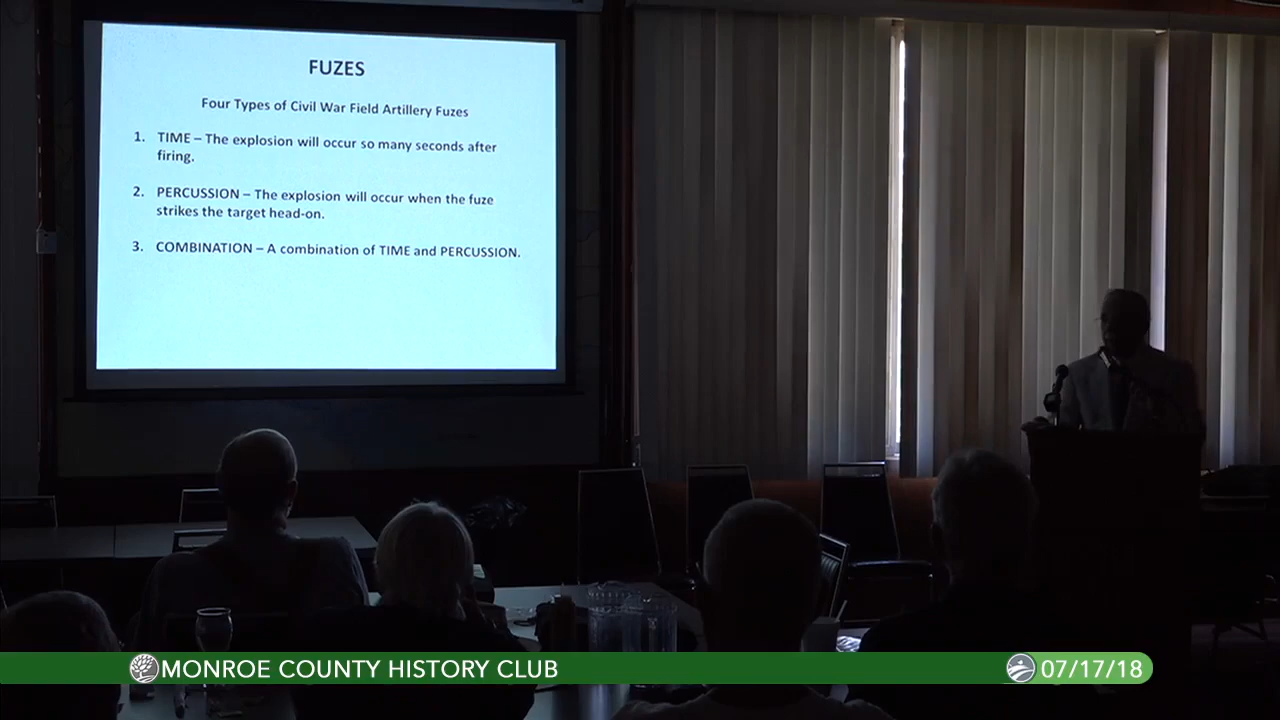 FUZES
Four Types of Civil War Field Artillery Fuzes
1. TIME – The explosion will occur so many seconds after
firing.
2. PERCUSSION – The explosion will occur when the fuze
strikes the target head-on.
3. COMBINATION – A combination of TIME and PERCUSSION.
MONROE COUNTY HISTORY CLUB
07/17/18